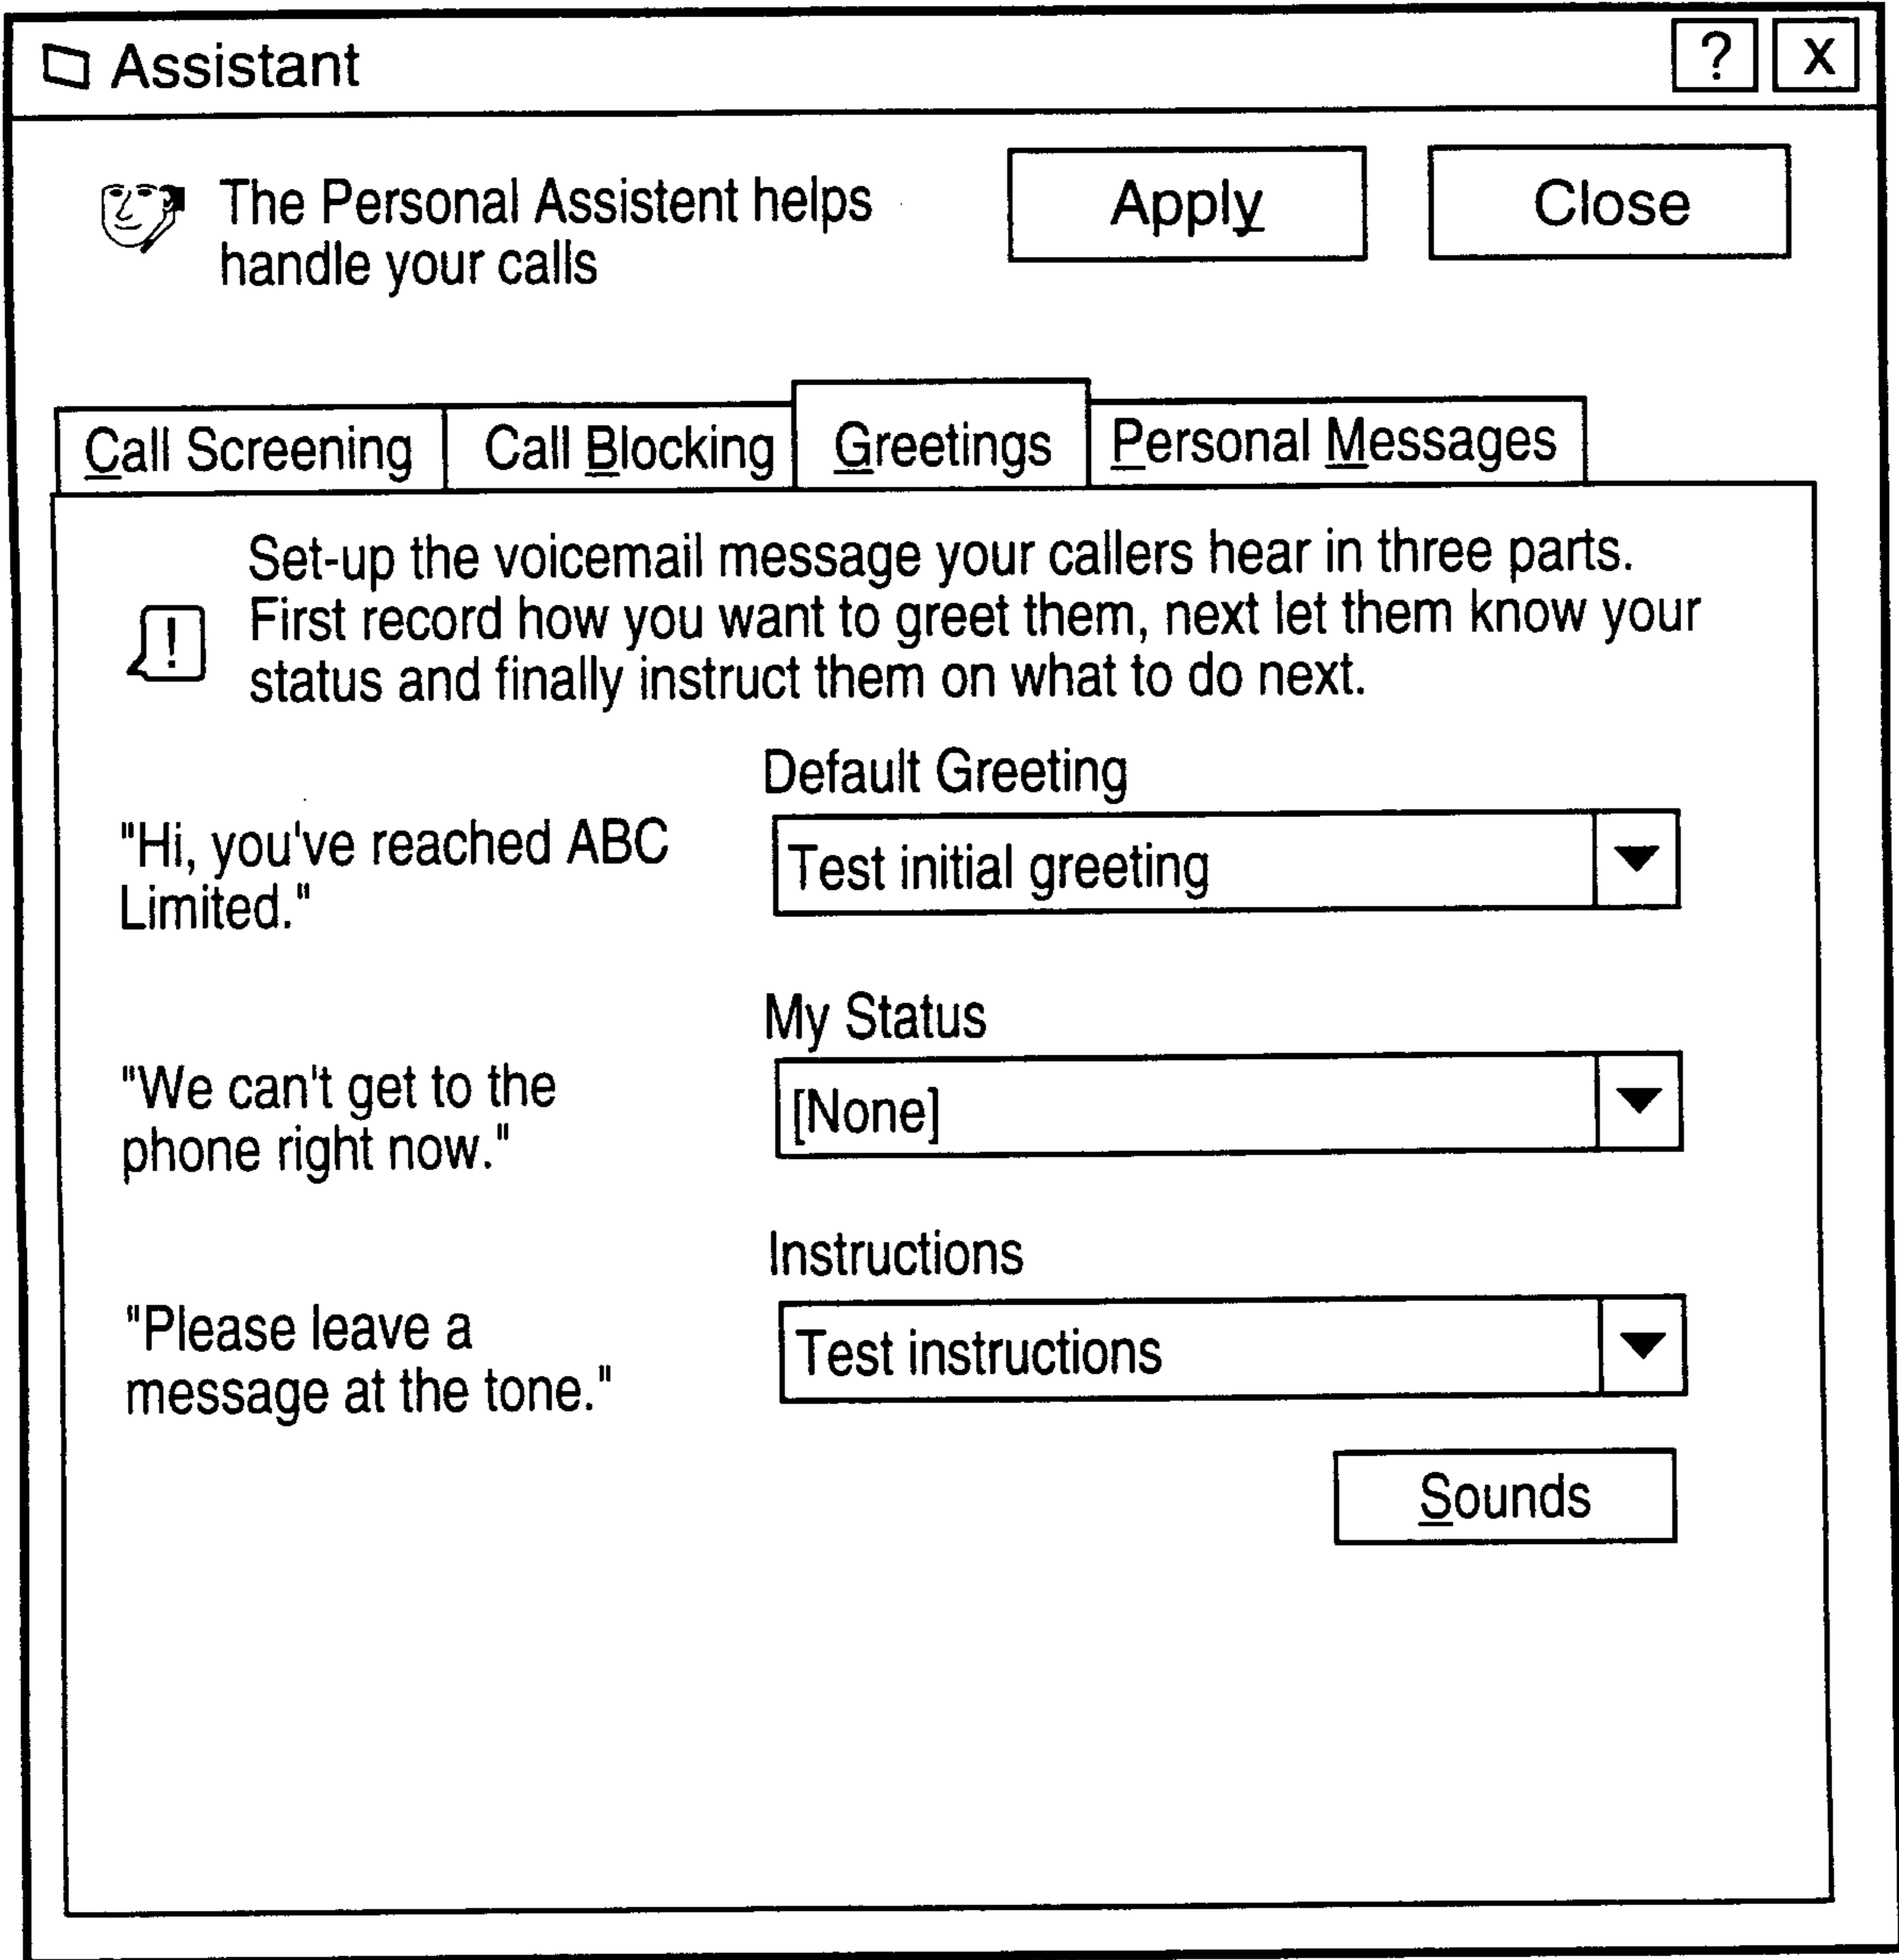 Assistant
? X
The Personal Assistent helps
handle your calls
Apply
Close
Call Screening
Call Blocking
Greetings
Personal Messages
Set-up the voicemail message your callers hear in three parts.
First record how you want to greet them, next let them know your
status and finally instruct them on what to do next.
!
Default Greeting
"Hi, you've reached ABC
Limited."
Test initial greeting
My Status
"We can't get to the
phone right now."
[None]
Instructions
"Please leave a
message at the tone."
Test instructions
Sounds